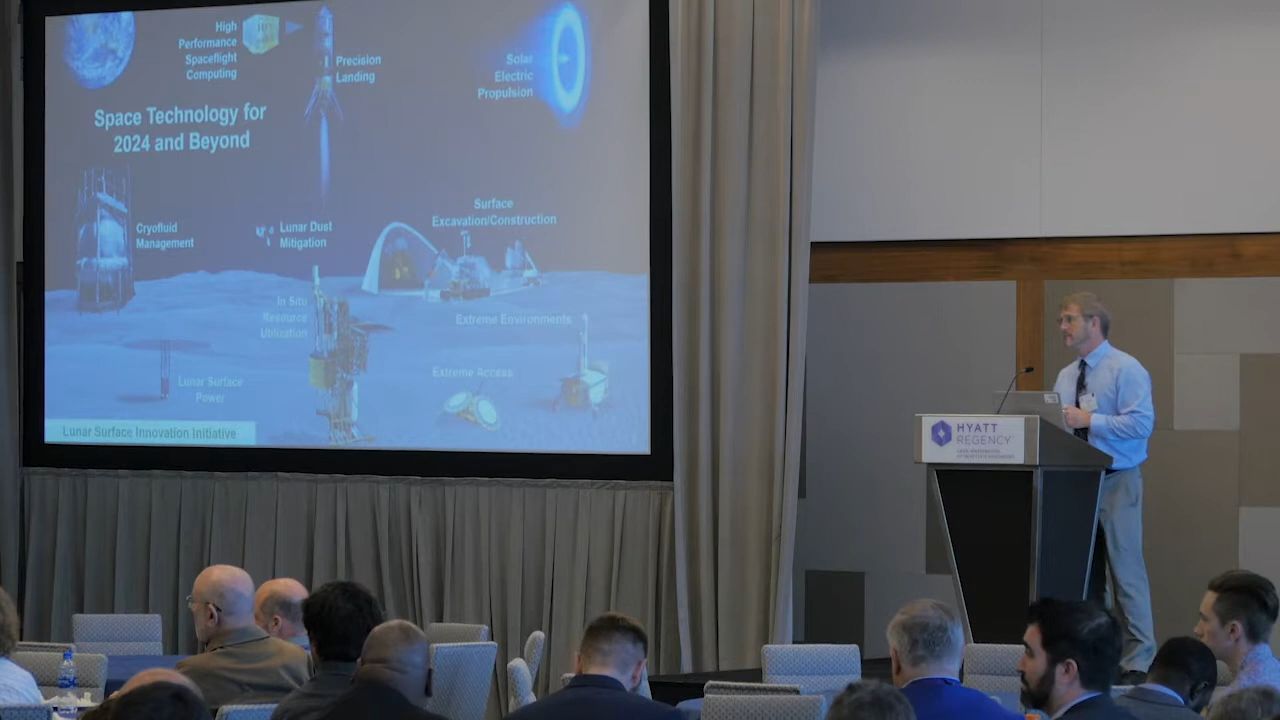 High
Performance
Spaceflight
Computing
Precision
Landing
Solar
Electric
Propulsion
Space Technology for
2024 and Beyond
Cryofluid
Management
Lunar Dust
Mitigation
Surface
Excavation/Construction
In Situ
Resource
Utilization
Extreme Environments
Lunar Surface
Power
Extreme Access
Lunar Surface Innovation Initiative
HYATT
REGENCY